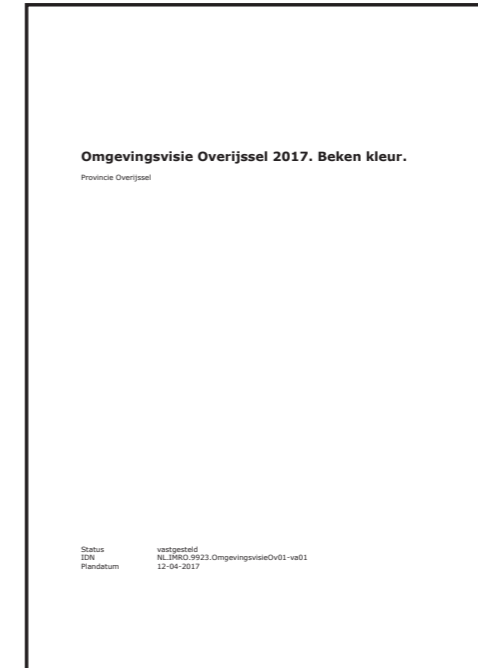 Omgevingsvisie Overijssel 2017. Beken kleur.
Provincie Overijssel
Status vastgesteld
IDN NL.IMRO.9923.OmgevingsvisieOv01-va01
Plandatum 12-04-2017